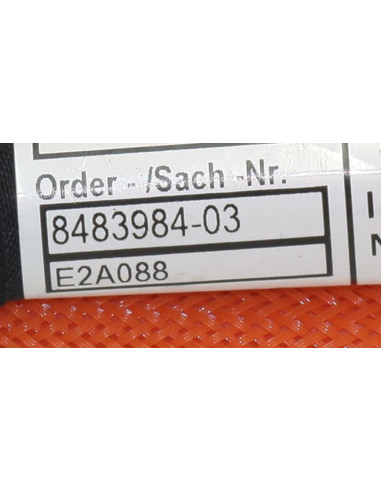 Order - /Sach -Nr.
8483984-03
E2A088
I
N